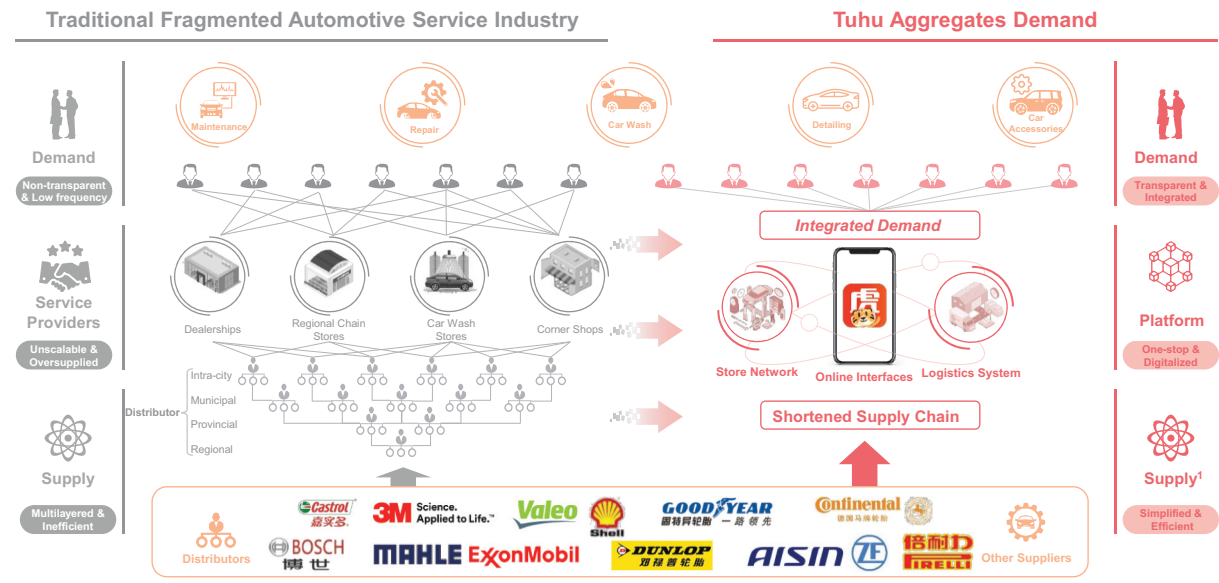 Traditional Fragmented Automotive Service Industry
Tuhu Aggregates Demand
Maintenance
Repair
Car Wash
Detailing
Car
Accessories
Demand
Non-transparent
& Low frequency
Demand
Transparent &
Integrated
Integrated Demand
Service
Providers
Unscalable &
Oversupplied
Dealerships
Regional Chain
Stores
Car Wash
Stores
Corner Shops
虎
Store Network
Online Interfaces
Logistics System
Platform
One-stop &
Digitalized
Distributor
Intra-city
Municipal
Provincial
Regional
Shortened Supply Chain
Supply
Multilayered &
Inefficient
Supply¹
Simplified &
Efficient
Distributors
Castrol
嘉实多
3M Science.
Applied to Life.™
Valeo
Shell
GOODYEAR
固特异轮胎 一路领先
Continental
德国马牌轮胎
BOSCH
博世
MAHLE
ExxonMobil
DUNLOP
邓禄普轮胎
AISIN
ZF
倍耐力
PIRELLI
Other Suppliers